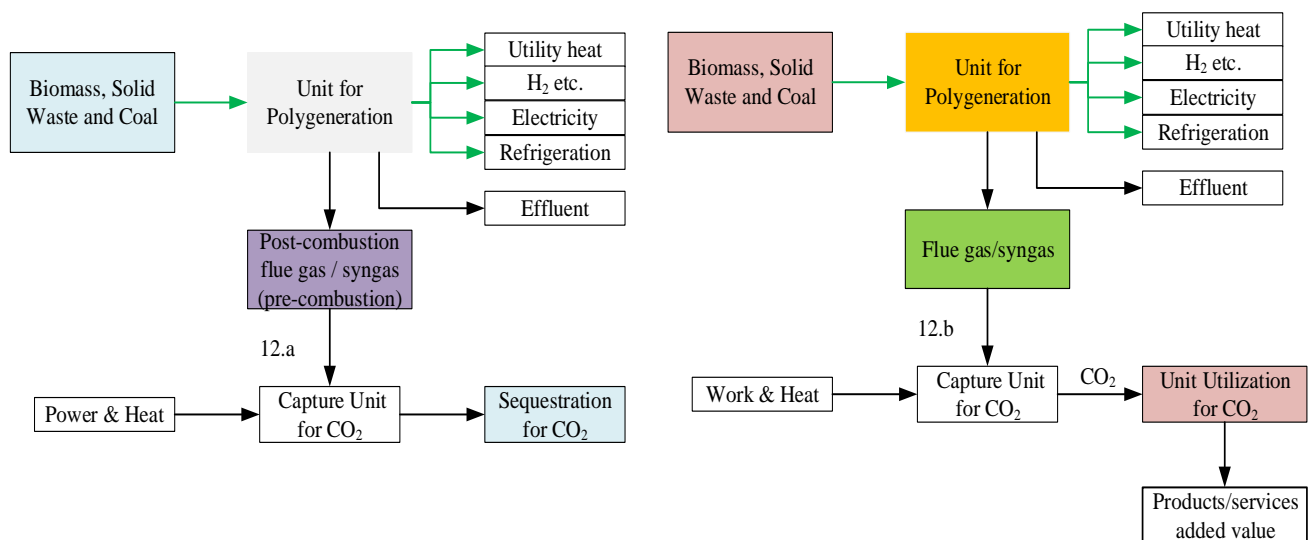 Biomass, Solid
Waste and Coal
Unit for
Polygeneration
Utility heat
H₂ etc.
Electricity
Refrigeration
Effluent
Post-combustion
flue gas / syngas
(pre-combustion)
12.a
Power & Heat
Capture Unit
for CO₂
Sequestration
for CO₂
Biomass, Solid
Waste and Coal
Unit for
Polygeneration
Utility heat
H₂ etc.
Electricity
Refrigeration
Effluent
Flue gas/syngas
12.b
Work & Heat
Capture Unit
for CO₂
CO₂
Unit Utilization
for CO₂
Products/services
added value